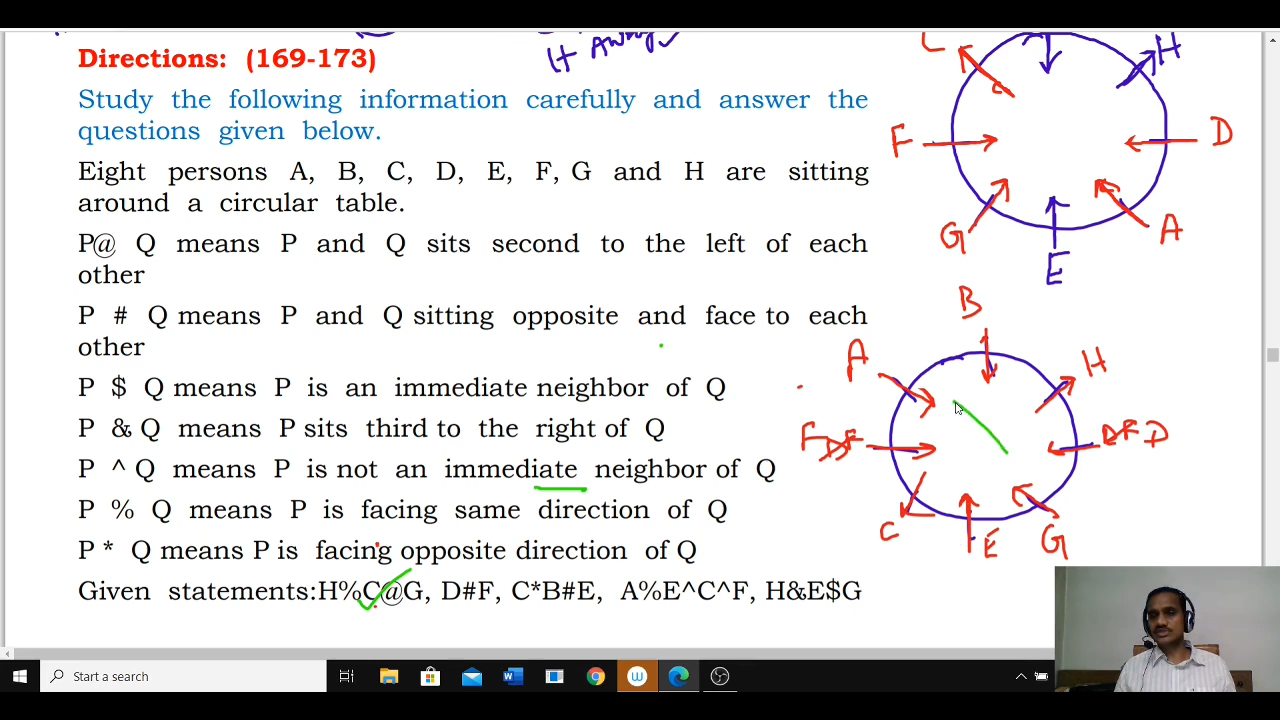 H Away
Directions: (169-173)
Study the following information carefully and answer the
questions given below.
Eight persons A, B, C, D, E, F, G and H are sitting
around a circular table.
P@ Q means P and Q sits second to the left of each
other
P # Q means P and Q sitting opposite and face to each
other
P $ Q means P is an immediate neighbor of Q
P & Q means P sits third to the right of Q
P ^ Q means P is not an immediate neighbor of Q
P % Q means P is facing same direction of Q
P * Q means P is facing opposite direction of Q
Given statements:H%C@G, D#F, C*B#E, A%E^C^F, H&E$G
H
F
D
G
A
E
B
A
H
F
D
C
E
G
Start a search